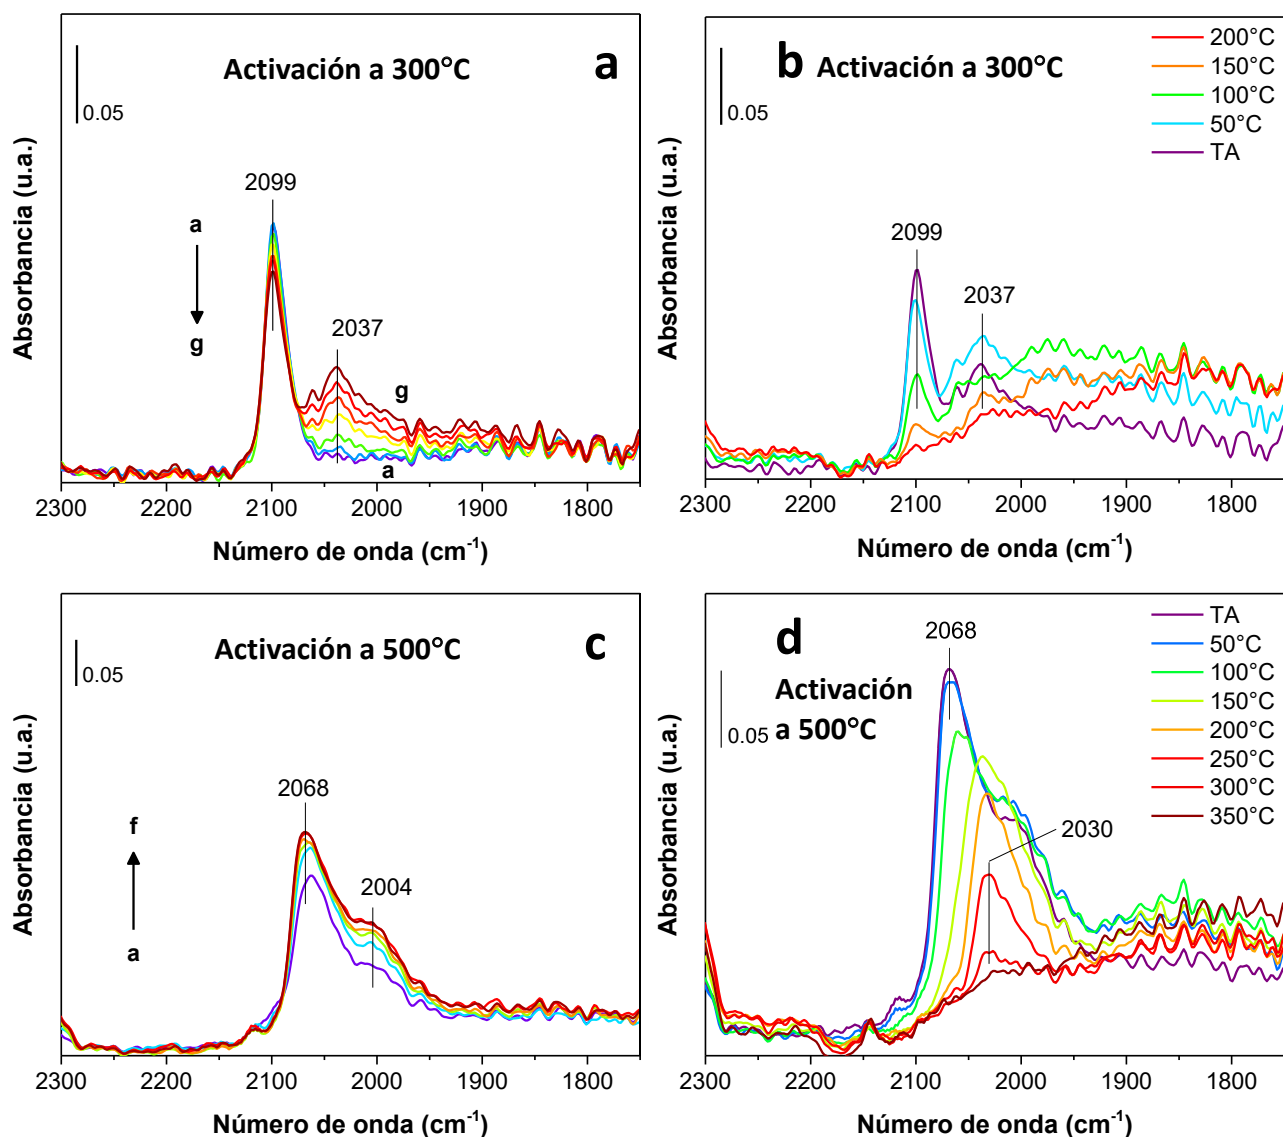 Activación a 300°C
a
0.05
2099
a
g
2037
g
a
Absorbancia (u.a.)
2300
2200
2100
2000
1900
1800
Número de onda (cm⁻¹)
b
Activación a 300°C
200°C
150°C
100°C
50°C
TA
0.05
2099
2037
Absorbancia (u.a.)
2300
2200
2100
2000
1900
1800
Número de onda (cm⁻¹)
Activación a 500°C
c
0.05
2068
f
a
2004
Absorbancia (u.a.)
2300
2200
2100
2000
1900
1800
Número de onda (cm⁻¹)
d
2068
Activación
a 500°C
0.05
TA
50°C
100°C
150°C
200°C
250°C
300°C
350°C
2030
Absorbancia (u.a.)
2300
2200
2100
2000
1900
1800
Número de onda (cm⁻¹)